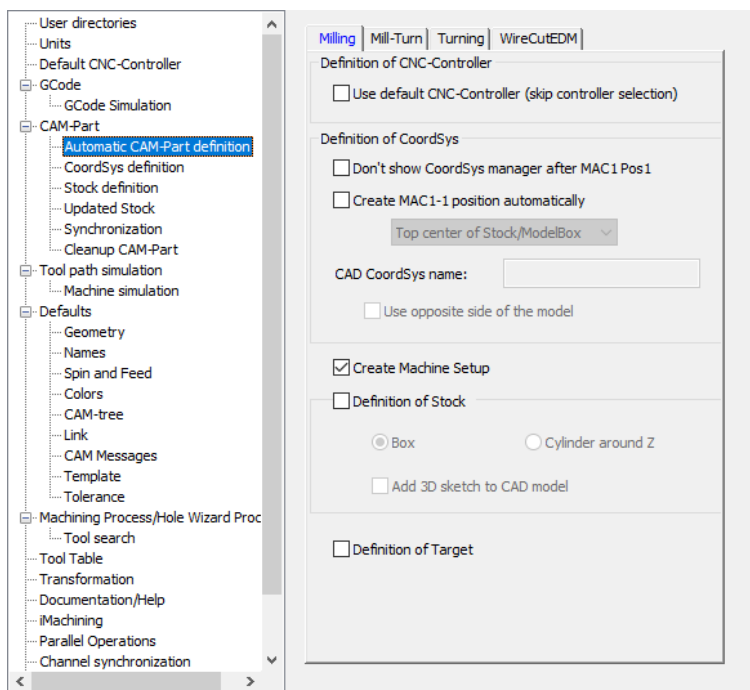 User directories
Units
Default CNC-Controller
GCode
GCode Simulation
CAM-Part
Automatic CAM-Part definition
CoordSys definition
Stock definition
Updated Stock
Synchronization
Cleanup CAM-Part
Tool path simulation
Machine simulation
Defaults
Geometry
Names
Spin and Feed
Colors
CAM-tree
Link
CAM Messages
Template
Tolerance
Machining Process/Hole Wizard Proc
Tool search
Tool Table
Transformation
Documentation/Help
iMachining
Parallel Operations
Channel synchronization
Milling Mill-Turn Turning WireCutEDM
Definition of CNC-Controller
Use default CNC-Controller (skip controller selection)
Definition of CoordSys
Don't show CoordSys manager after MAC1 Pos1
Create MAC1-1 position automatically
Top center of Stock/ModelBox
CAD CoordSys name:
Use opposite side of the model
Create Machine Setup
Definition of Stock
Box Cylinder around Z
Add 3D sketch to CAD model
Definition of Target